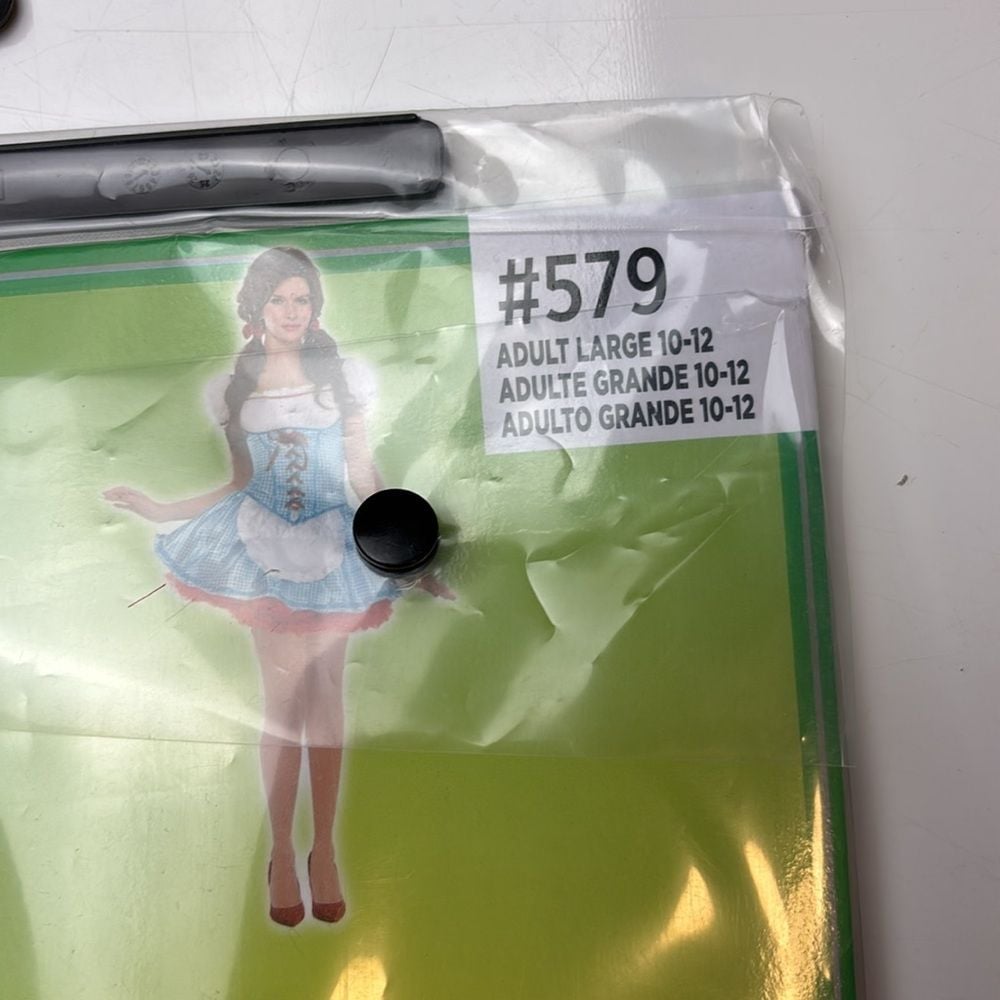 #579
ADULT LARGE 10-12
ADULTE GRANDE 10-12
ADULTO GRANDE 10-12